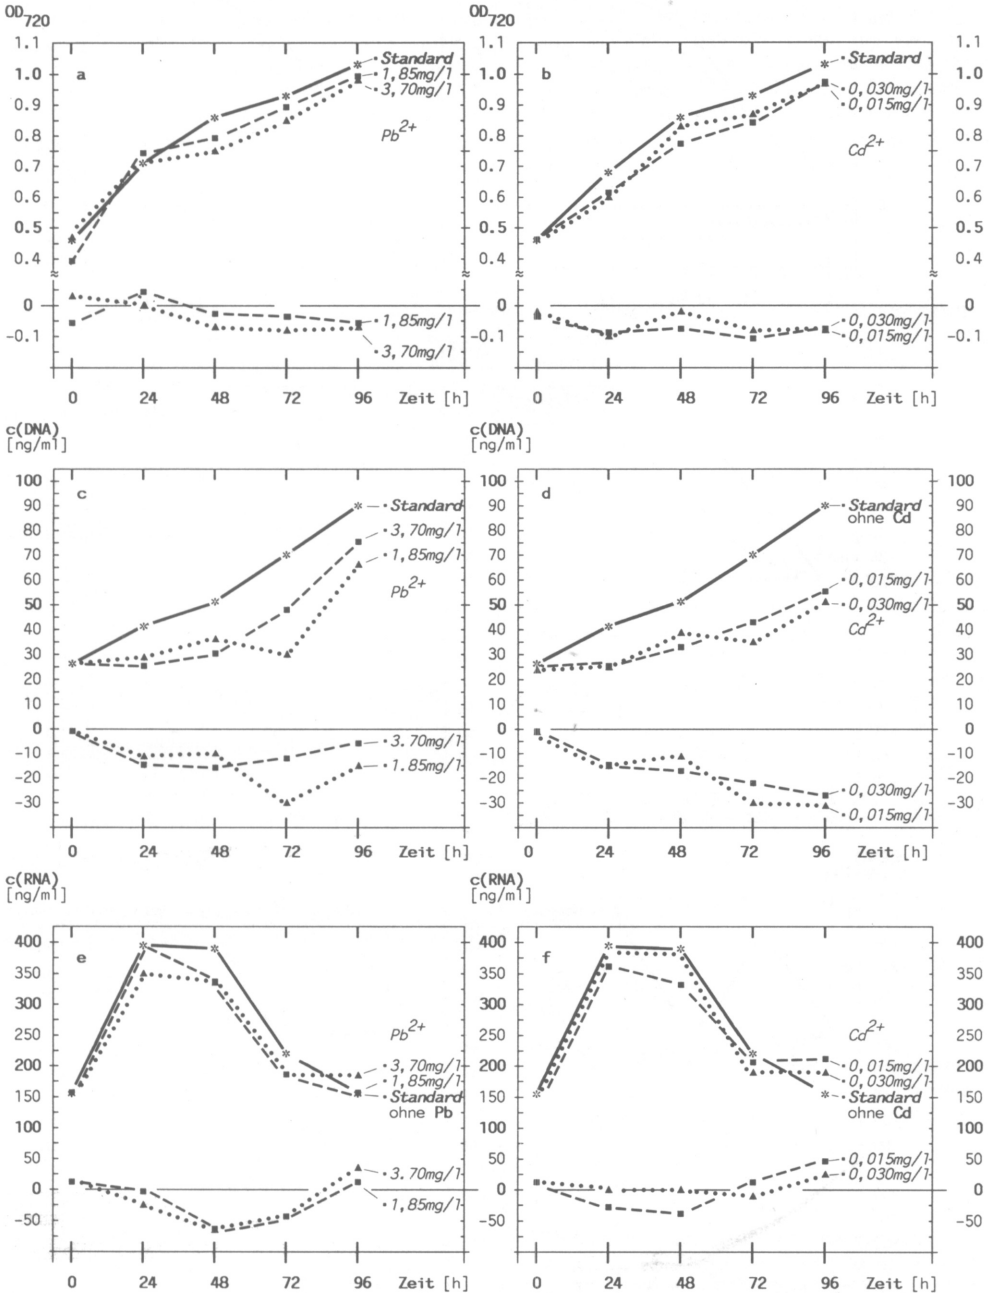 OD720 OD720
1.1 1.1 1.1
a Standard b Standard
1.0 1,85mg/l 1.0 1.0
0.9 3,70mg/l 0.9 0,030mg/l 0.9
0,015mg/l
0.8 Pb2+ 0.8 Cd2+ 0.8
0.7 0.7 0.7
0.6 0.6 0.6
0.5 0.5 0.5
0.4 0.4 0.4
≈ ≈ ≈ ≈
0 1,85mg/l 0 0,030mg/l 0
-0.1 3,70mg/l -0.1 0,015mg/l -0.1
0 24 48 72 96 Zeit [h] 0 24 48 72 96 Zeit [h]
c(DNA) c(DNA)
[ng/ml] [ng/ml]
100 100 100
c d
90 Standard 90 Standard 90
ohne Cd
80 3,70mg/l 80 80
70 1,85mg/l 70 70
60 Pb2+ 60 0,015mg/l 60
50 50 0,030mg/l 50
40 40 Cd2+ 40
30 30 30
20 20 20
10 10 10
0 0 0
-10 3.70mg/l -10 -10
-20 1.85mg/l -20 0,030mg/l -20
-30 -30 0,015mg/l -30
0 24 48 72 96 Zeit [h] 0 24 48 72 96 Zeit [h]
c(RNA) c(RNA)
[ng/ml] [ng/ml]
400 400 400
e f
350 350 350
300 300 300
250 Pb2+ 250 Cd2+ 250
200 3,70mg/l 200 0,015mg/l 200
1,85mg/l 0,030mg/l
150 Standard 150 Standard 150
ohne Pb ohne Cd
100 100 100
50 3.70mg/l 50 0,015mg/l 50
0 1,85mg/l 0 0,030mg/l 0
-50 -50 -50
0 24 48 72 96 Zeit [h] 0 24 48 72 96 Zeit [h]